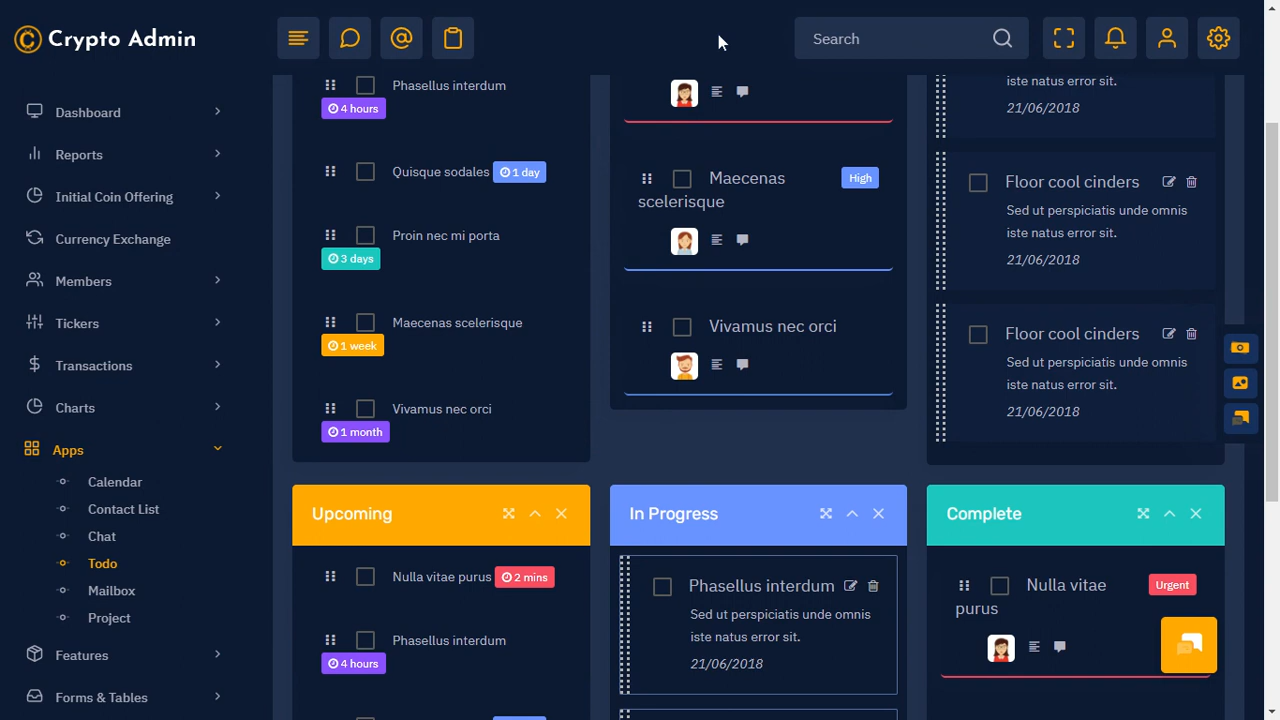 Crypto Admin
Search
Dashboard
Reports
Initial Coin Offering
Currency Exchange
Members
Tickers
Transactions
Charts
Apps
Calendar
Contact List
Chat
Todo
Mailbox
Project
Features
Forms & Tables
Phasellus interdum
4 hours
Quisque sodales 1 day
Proin nec mi porta
3 days
Maecenas scelerisque
1 week
Vivamus nec orci
1 month
Maecenas High
scelerisque
Vivamus nec orci
iste natus error sit.
21/06/2018
Floor cool cinders
Sed ut perspiciatis unde omnis
iste natus error sit.
21/06/2018
Floor cool cinders
Sed ut perspiciatis unde omnis
iste natus error sit.
21/06/2018
Upcoming
Nulla vitae purus 2 mins
Phasellus interdum
4 hours
In Progress
Phasellus interdum
Sed ut perspiciatis unde omnis
iste natus error sit.
21/06/2018
Complete
Nulla vitae Urgent
purus